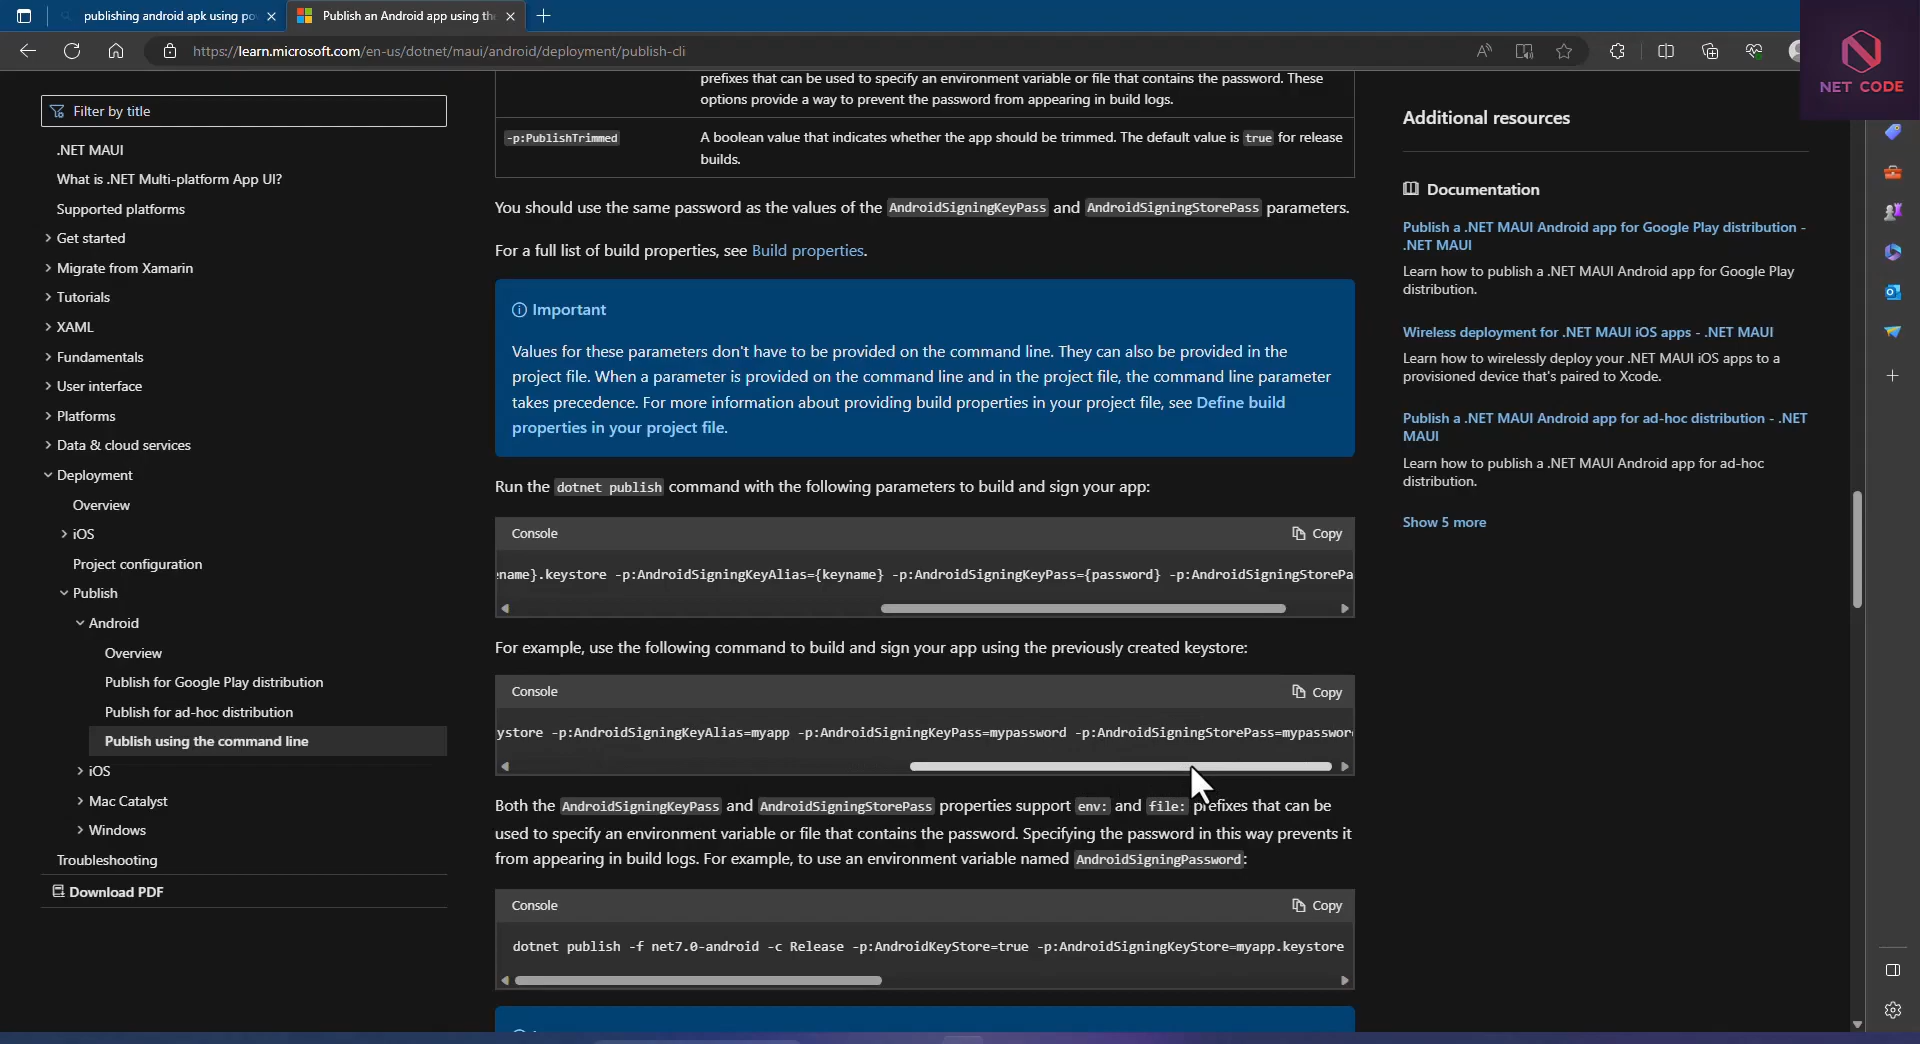 publishing android apk using po
Publish an Android app using the
https://learn.microsoft.com/en-us/dotnet/maui/android/deployment/publish-cli
NET CODE
Filter by title
.NET MAUI
What is .NET Multi-platform App UI?
Supported platforms
Get started
Migrate from Xamarin
Tutorials
XAML
Fundamentals
User interface
Platforms
Data & cloud services
Deployment
Overview
iOS
Project configuration
Publish
Android
Overview
Publish for Google Play distribution
Publish for ad-hoc distribution
Publish using the command line
iOS
Mac Catalyst
Windows
Troubleshooting
Download PDF
prefixes that can be used to specify an environment variable or file that contains the password. These
options provide a way to prevent the password from appearing in build logs.
-p:PublishTrimmed A boolean value that indicates whether the app should be trimmed. The default value is true for release
builds.
You should use the same password as the values of the AndroidSigningKeyPass and AndroidSigningStorePass parameters.
For a full list of build properties, see Build properties.
Important
Values for these parameters don't have to be provided on the command line. They can also be provided in the
project file. When a parameter is provided on the command line and in the project file, the command line parameter
takes precedence. For more information about providing build properties in your project file, see Define build
properties in your project file.
Run the dotnet publish command with the following parameters to build and sign your app:
Console Copy
ename}.keystore -p:AndroidSigningKeyAlias={keyname} -p:AndroidSigningKeyPass={password} -p:AndroidSigningStorePa
For example, use the following command to build and sign your app using the previously created keystore:
Console Copy
ystore -p:AndroidSigningKeyAlias=myapp -p:AndroidSigningKeyPass=mypassword -p:AndroidSigningStorePass=mypassword
Both the AndroidSigningKeyPass and AndroidSigningStorePass properties support env: and file: prefixes that can be
used to specify an environment variable or file that contains the password. Specifying the password in this way prevents it
from appearing in build logs. For example, to use an environment variable named AndroidSigningPassword:
Console Copy
dotnet publish -f net7.0-android -c Release -p:AndroidKeyStore=true -p:AndroidSigningKeyStore=myapp.keystore
Additional resources
Documentation
Publish a .NET MAUI Android app for Google Play distribution -
.NET MAUI
Learn how to publish a .NET MAUI Android app for Google Play
distribution.
Wireless deployment for .NET MAUI iOS apps - .NET MAUI
Learn how to wirelessly deploy your .NET MAUI iOS apps to a
provisioned device that's paired to Xcode.
Publish a .NET MAUI Android app for ad-hoc distribution - .NET
MAUI
Learn how to publish a .NET MAUI Android app for ad-hoc
distribution.
Show 5 more